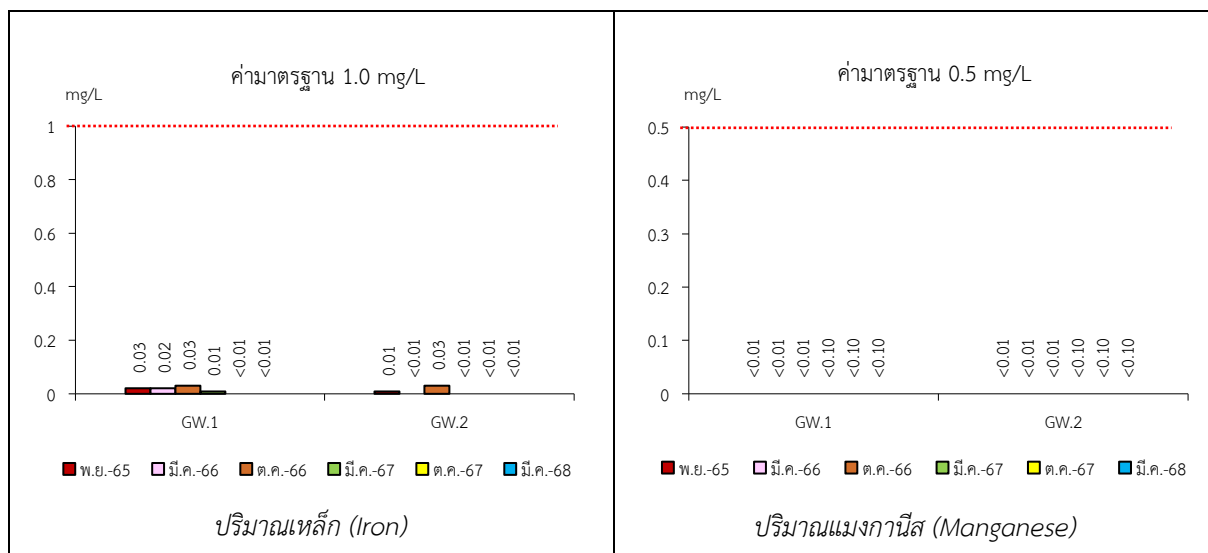 ค่ามาตรฐาน 1.0 mg/L
mg/L
1
0.8
0.6
0.4
0.2
0
0.03 0.02 0.03 0.01 <0.01 <0.01
0.01 <0.01 0.03 <0.01 <0.01 <0.01
GW.1 GW.2
พ.ย.-65 มี.ค.-66 ต.ค.-66 มี.ค.-67 ต.ค.-67 มี.ค.-68
ปริมาณเหล็ก (Iron)
ค่ามาตรฐาน 0.5 mg/L
mg/L
0.5
0.4
0.3
0.2
0.1
0
<0.01 <0.01 <0.01 <0.10 <0.10 <0.10
<0.01 <0.01 <0.01 <0.10 <0.10 <0.10
GW.1 GW.2
พ.ย.-65 มี.ค.-66 ต.ค.-66 มี.ค.-67 ต.ค.-67 มี.ค.-68
ปริมาณแมงกานีส (Manganese)